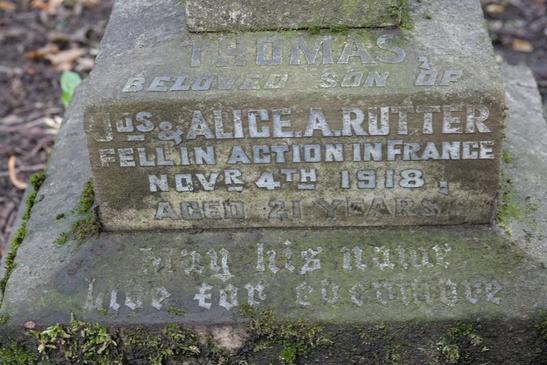 THOMAS,
BELOVED SON OF
JOS. & ALICE. A. RUTTER
FELL IN ACTION IN FRANCE
NOVR 4TH 1918,
AGED 21 YEARS.
May his name
live for evermore